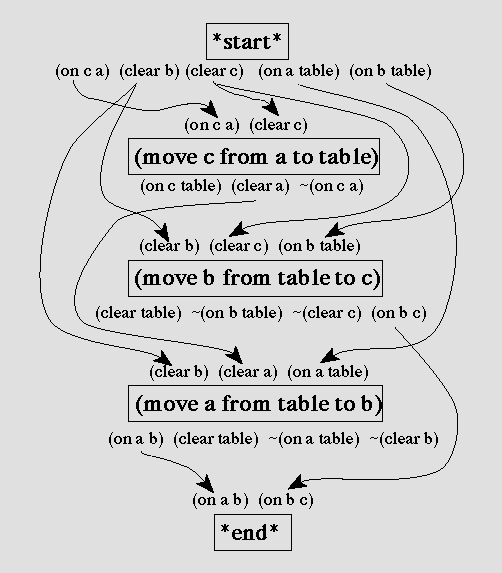 *start*
(on c a) (clear b) (clear c) (on a table) (on b table)
(on c a) (clear c)
(move c from a to table)
(on c table) (clear a) ~(on c a)
(clear b) (clear c) (on b table)
(move b from table to c)
(clear table) ~(on b table) ~(clear c) (on b c)
(clear b) (clear a) (on a table)
(move a from table to b)
(on a b) (clear table) ~(on a table) ~(clear b)
(on a b) (on b c)
*end*